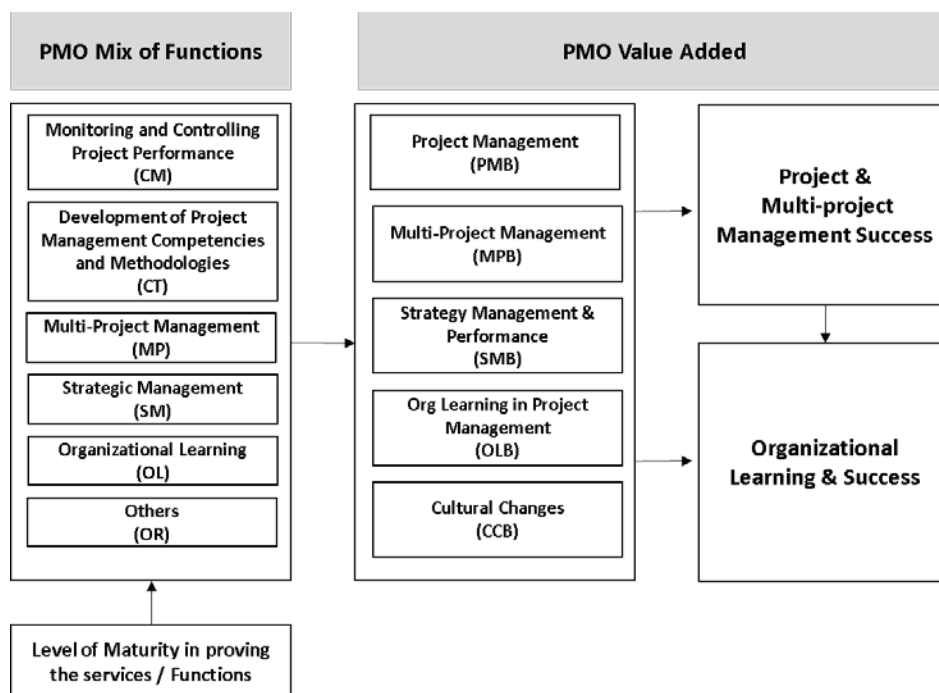 PMO Mix of Functions
PMO Value Added
Monitoring and Controlling
Project Performance
(CM)
Development of Project
Management Competencies
and Methodologies
(CT)
Multi-Project Management
(MP)
Strategic Management
(SM)
Organizational Learning
(OL)
Others
(OR)
Level of Maturity in proving
the services / Functions
Project Management
(PMB)
Multi-Project Management
(MPB)
Strategy Management &
Performance
(SMB)
Org Learning in Project
Management
(OLB)
Cultural Changes
(CCB)
Project &
Multi-project
Management Success
Organizational
Learning & Success